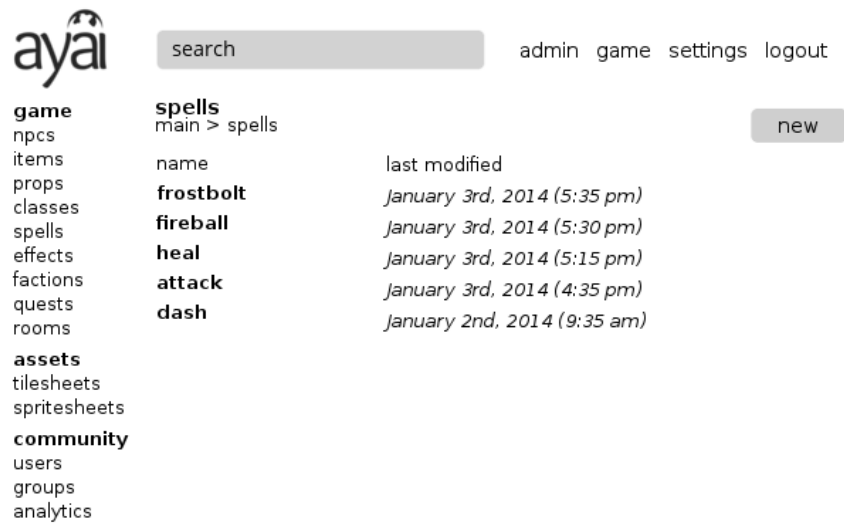 ayai
search
admin game settings logout
game
npcs
items
props
classes
spells
effects
factions
quests
rooms
assets
tilesheets
spritesheets
community
users
groups
analytics
spells
main > spells
new
name last modified
frostbolt January 3rd, 2014 (5:35 pm)
fireball January 3rd, 2014 (5:30 pm)
heal January 3rd, 2014 (5:15 pm)
attack January 3rd, 2014 (4:35 pm)
dash January 2nd, 2014 (9:35 am)